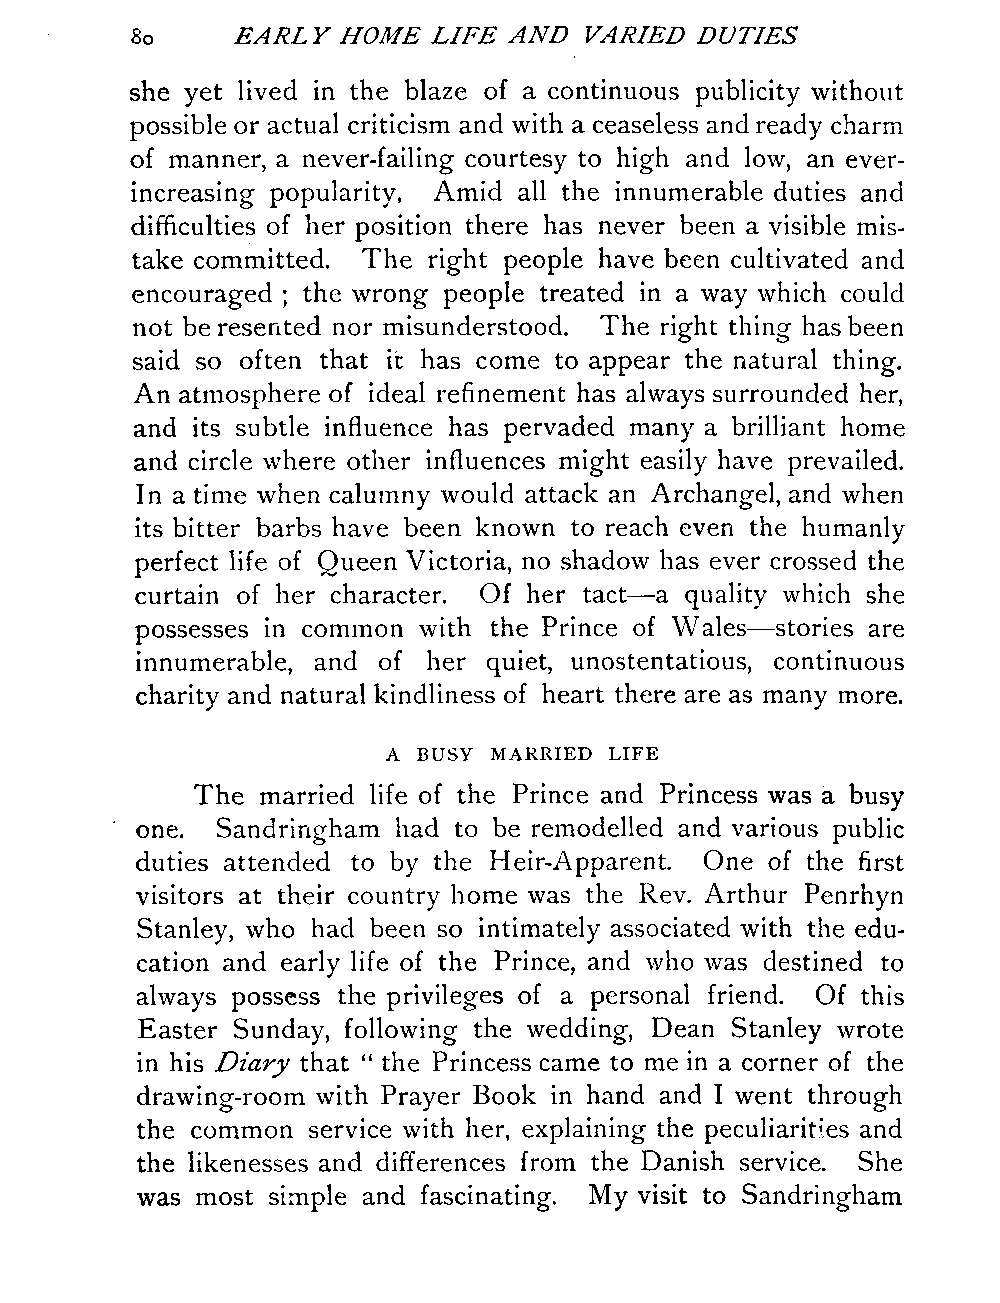 80 EARLY HOME LIFE AND VARIED DUTIES
she yet lived in the blaze of a continuous publicity without
possible or actual criticism and with a ceaseless and ready charm
of manner, a never-failing courtesy to high and low, an ever-
increasing popularity, Amid all the innumerable duties and
difficulties of her position there has never been a visible mis-
take committed. The right people have been cultivated and
encouraged ; the wrong people treated in a way which could
not be resented nor misunderstood. The right thing has been
said so often that it has come to appear the natural thing.
An atmosphere of ideal refinement has always surrounded her,
and its subtle influence has pervaded many a brilliant home
and circle where other influences might easily have prevailed.
In a time when calumny would attack an Archangel, and when
its bitter barbs have been known to reach even the humanly
perfect life of Queen Victoria, no shadow has ever crossed the
curtain of her character. Of her tact—a quality which she
possesses in common with the Prince of Wales—stories are
innumerable, and of her quiet, unostentatious, continuous
charity and natural kindliness of heart there are as many more.
A BUSY MARRIED LIFE
The married life of the Prince and Princess was a busy
one. Sandringham had to be remodelled and various public
duties attended to by the Heir-Apparent. One of the first
visitors at their country home was the Rev. Arthur Penrhyn
Stanley, who had been so intimately associated with the edu-
cation and early life of the Prince, and who was destined to
always possess the privileges of a personal friend. Of this
Easter Sunday, following the wedding, Dean Stanley wrote
in his Diary that “ the Princess came to me in a corner of the
drawing-room with Prayer Book in hand and I went through
the common service with her, explaining the peculiarities and
the likenesses and differences from the Danish service. She
was most simple and fascinating. My visit to Sandringham